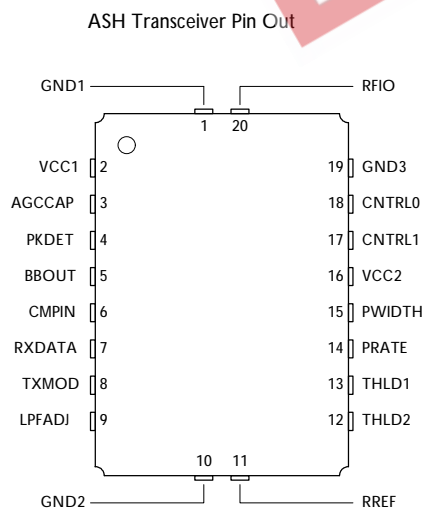 ASH Transceiver Pin Out
GND1 RFIO
1 20
VCC1 2 19 GND3
AGCCAP 3 18 CNTRL0
PKDET 4 17 CNTRL1
BBOUT 5 16 VCC2
CMPIN 6 15 PWIDTH
RXDATA 7 14 PRATE
TXMOD 8 13 THLD1
LPFADJ 9 12 THLD2
10 11
GND2 RREF